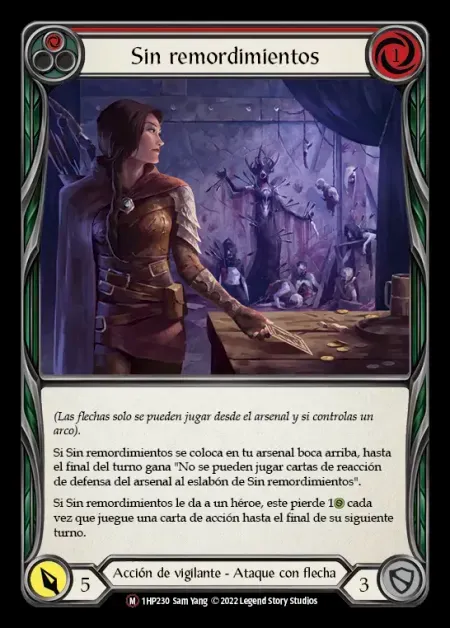 Sin remordimientos
1
(Las flechas solo se pueden jugar desde el arsenal y si controlas un
arco).
Si Sin remordimientos se coloca en tu arsenal boca arriba, hasta
el final del turno gana "No se pueden jugar cartas de reacción
de defensa del arsenal al eslabón de Sin remordimientos".
Si Sin remordimientos le da a un héroe, este pierde 1 cada
vez que juegue una carta de acción hasta el final de su siguiente
turno.
5
Acción de vigilante - Ataque con flecha
3
M 1HP230 Sam Yang ©2022 Legend Story Studios